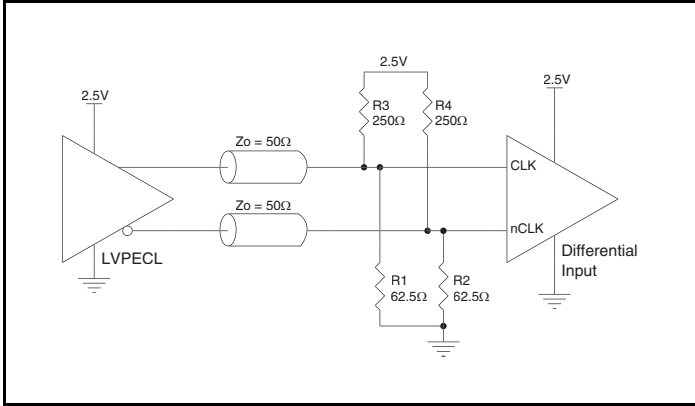 2.5V
2.5V
2.5V
R3
250Ω
R4
250Ω
Zo = 50Ω
CLK
Zo = 50Ω
nCLK
LVPECL
Differential
Input
R1
62.5Ω
R2
62.5Ω